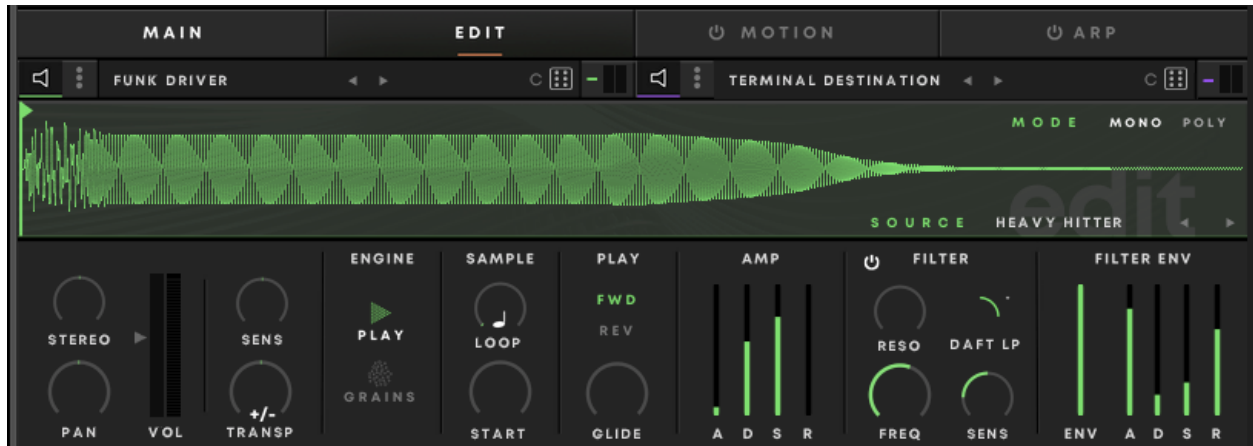 MAIN EDIT MOTION ARP
FUNK DRIVER C TERMINAL DESTINATION C
MODE MONO POLY
edit
SOURCE HEAVY HITTER
ENGINE SAMPLE PLAY AMP FILTER FILTER ENV
FWD
STEREO SENS PLAY LOOP REV RESO DAFT LP
GRAINS
+/-
PAN VOL TRANSP START GLIDE A D S R FREQ SENS ENV A D S R